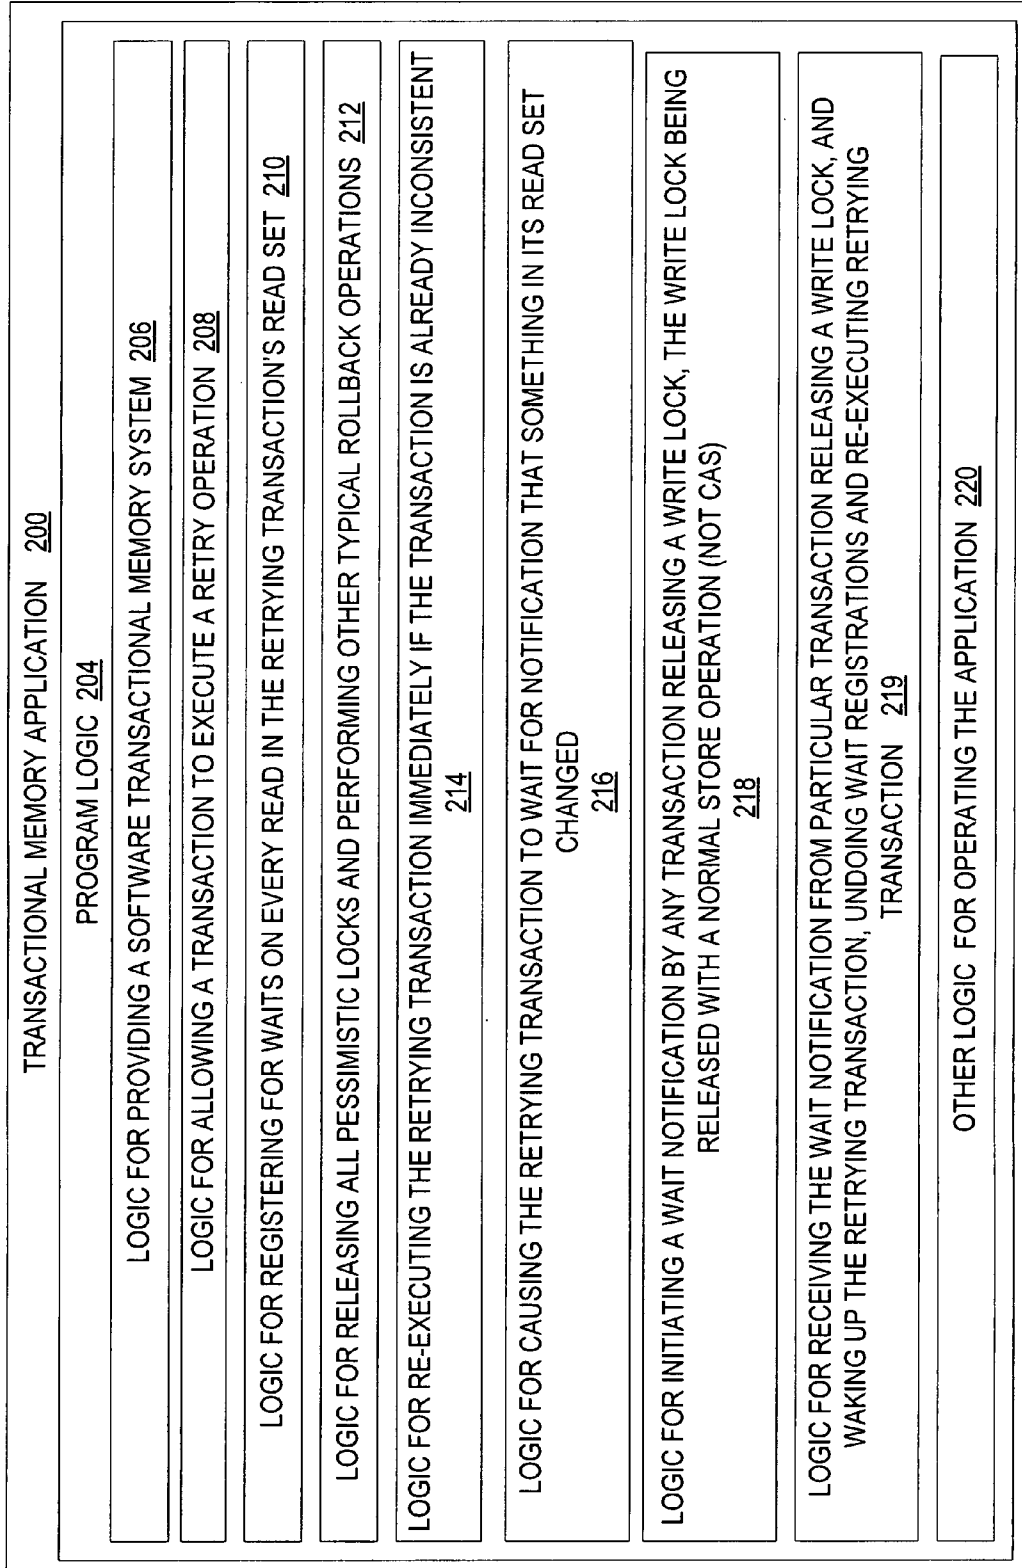 TRANSACTIONAL MEMORY APPLICATION 200
PROGRAM LOGIC 204
LOGIC FOR PROVIDING A SOFTWARE TRANSACTIONAL MEMORY SYSTEM 206
LOGIC FOR ALLOWING A TRANSACTION TO EXECUTE A RETRY OPERATION 208
LOGIC FOR REGISTERING FOR WAITS ON EVERY READ IN THE RETRYING TRANSACTION'S READ SET 210
LOGIC FOR RELEASING ALL PESSIMISTIC LOCKS AND PERFORMING OTHER TYPICAL ROLLBACK OPERATIONS 212
LOGIC FOR RE-EXECUTING THE RETRYING TRANSACTION IMMEDIATELY IF THE TRANSACTION IS ALREADY INCONSISTENT
214
LOGIC FOR CAUSING THE RETRYING TRANSACTION TO WAIT FOR NOTIFICATION THAT SOMETHING IN ITS READ SET
CHANGED
216
LOGIC FOR INITIATING A WAIT NOTIFICATION BY ANY TRANSACTION RELEASING A WRITE LOCK, THE WRITE LOCK BEING
RELEASED WITH A NORMAL STORE OPERATION (NOT CAS)
218
LOGIC FOR RECEIVING THE WAIT NOTIFICATION FROM PARTICULAR TRANSACTION RELEASING A WRITE LOCK, AND
WAKING UP THE RETRYING TRANSACTION, UNDOING WAIT REGISTRATIONS AND RE-EXECUTING RETRYING
TRANSACTION 219
OTHER LOGIC FOR OPERATING THE APPLICATION 220